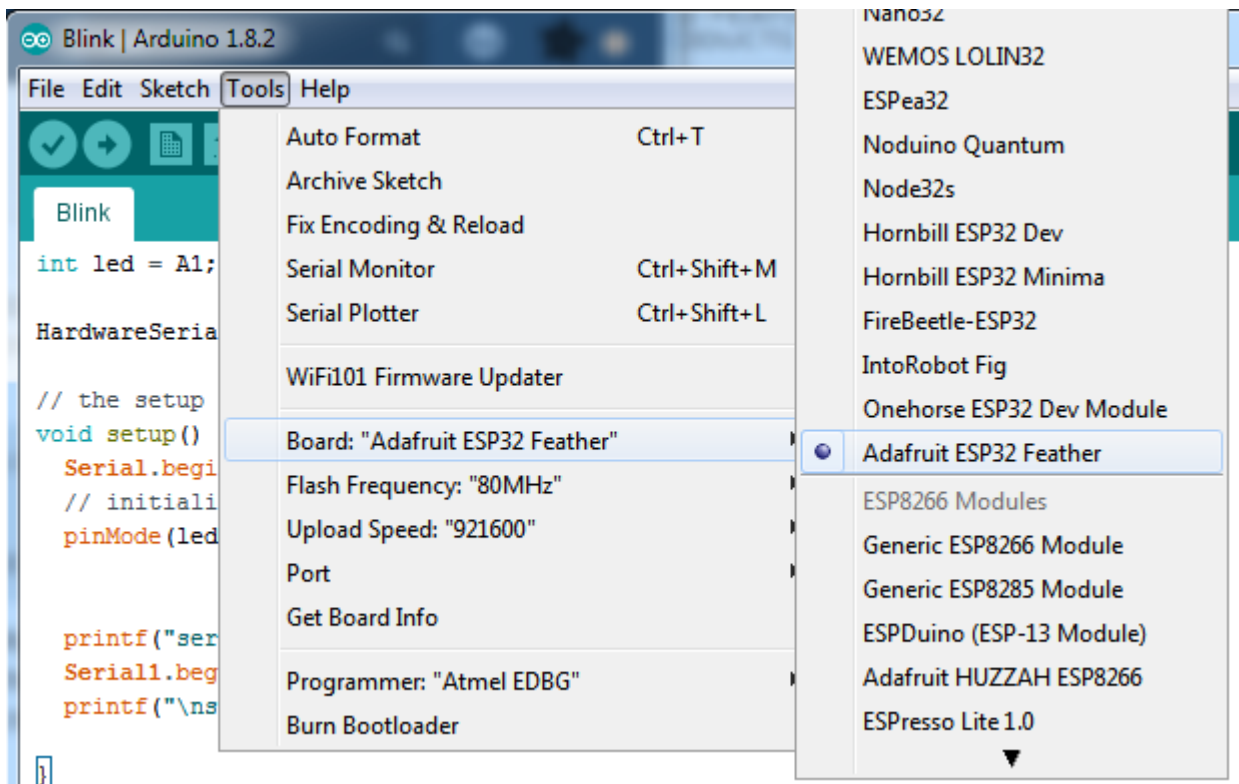 Blink | Arduino 1.8.2
File Edit Sketch Tools Help
Blink
int led = A1;
HardwareSeria
// the setup
void setup()
Serial.begi
// initiali
pinMode(led
printf("ser
Serial1.beg
printf("\ns
}
Auto Format Ctrl+T
Archive Sketch
Fix Encoding & Reload
Serial Monitor Ctrl+Shift+M
Serial Plotter Ctrl+Shift+L
WiFi101 Firmware Updater
Board: "Adafruit ESP32 Feather"
Flash Frequency: "80MHz"
Upload Speed: "921600"
Port
Get Board Info
Programmer: "Atmel EDBG"
Burn Bootloader
Nano32
WEMOS LOLIN32
ESPea32
Noduino Quantum
Node32s
Hornbill ESP32 Dev
Hornbill ESP32 Minima
FireBeetle-ESP32
IntoRobot Fig
Onehorse ESP32 Dev Module
Adafruit ESP32 Feather
ESP8266 Modules
Generic ESP8266 Module
Generic ESP8285 Module
ESPDuino (ESP-13 Module)
Adafruit HUZZAH ESP8266
ESPresso Lite 1.0